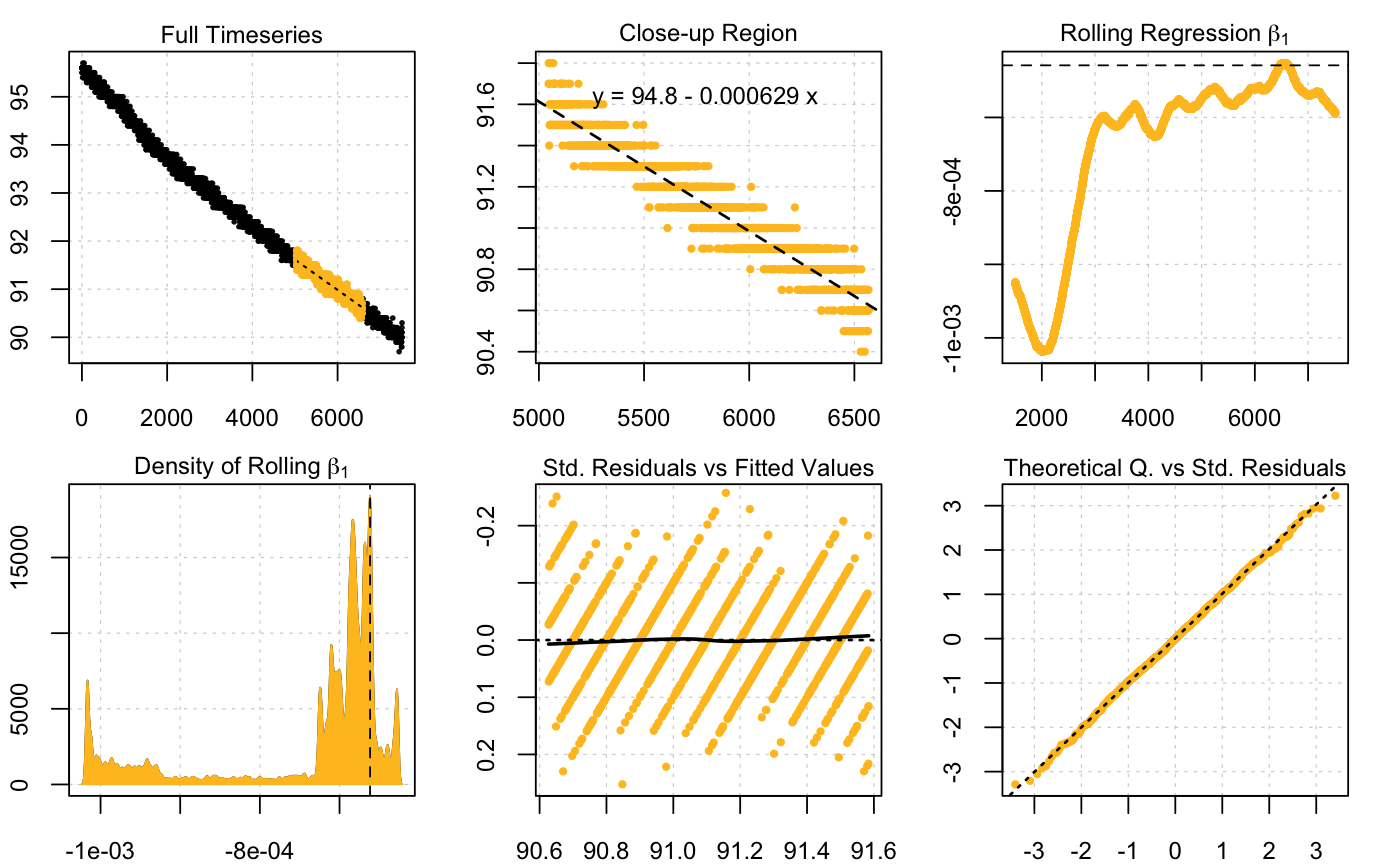 Full Timeseries
95
94
93
92
91
90
0 2000 4000 6000
Close-up Region
y = 94.8 - 0.000629 x
91.6
91.2
90.8
90.4
5000 5500 6000 6500
Rolling Regression β₁
-8e-04
-1e-03
2000 4000 6000
Density of Rolling β₁
15000
5000
0
-1e-03 -8e-04
Std. Residuals vs Fitted Values
-0.2
0.0
0.1
0.2
90.6 90.8 91.0 91.2 91.4 91.6
Theoretical Q. vs Std. Residuals
3
2
1
0
-1
-2
-3
-3 -2 -1 0 1 2 3